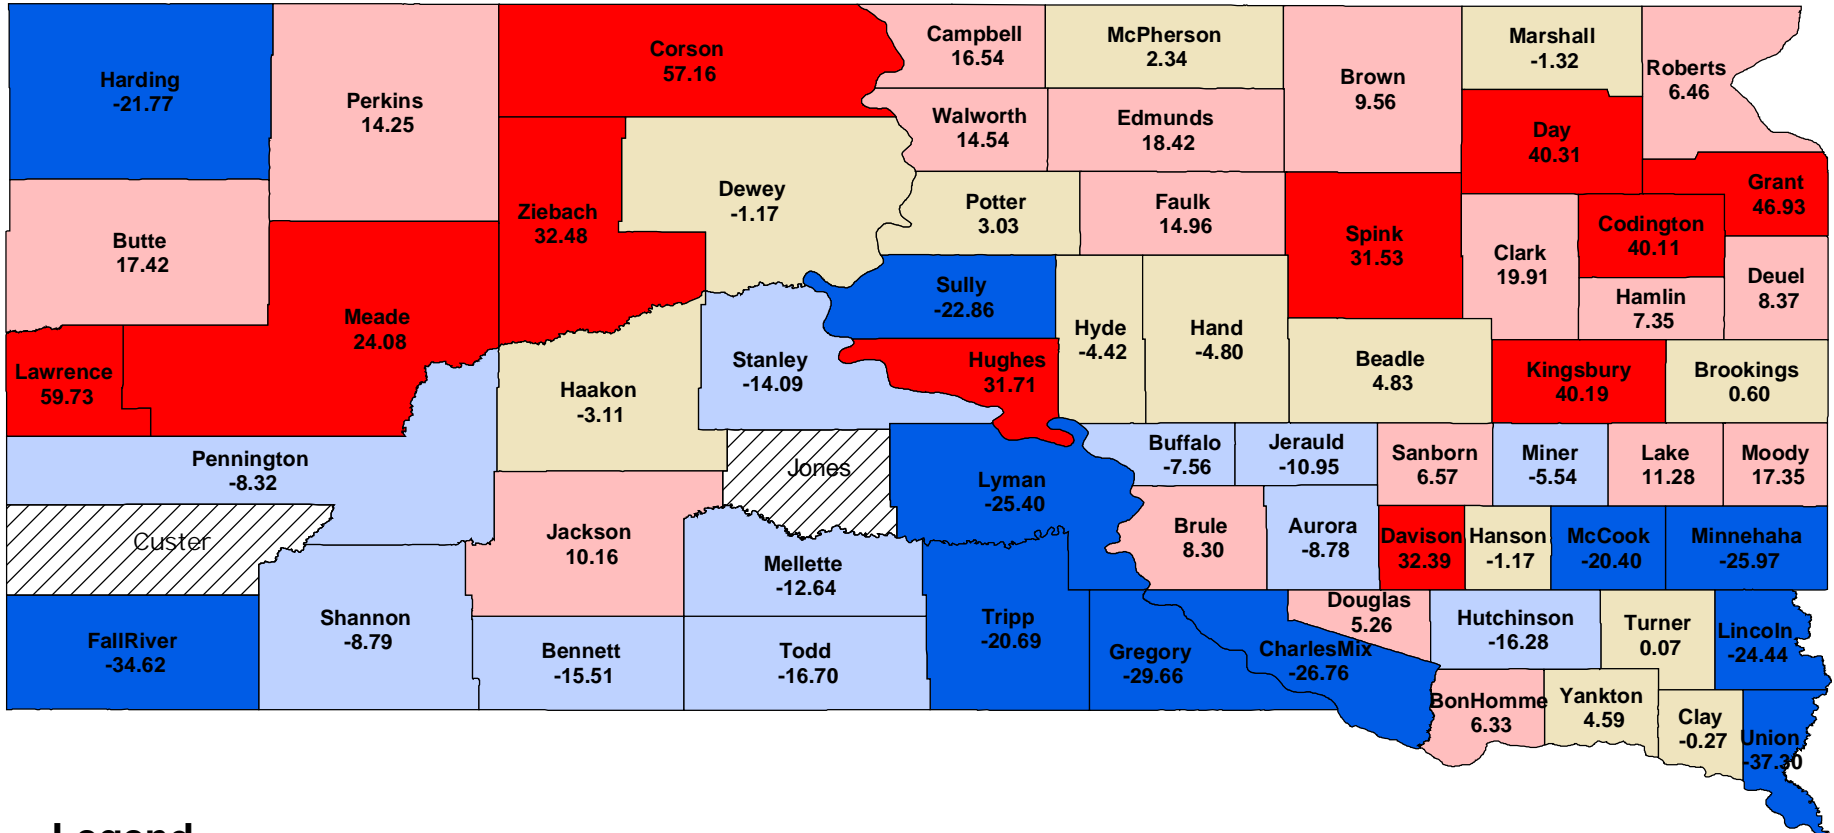 Harding
-21.77
Perkins
14.25
Corson
57.16
Campbell
16.54
McPherson
2.34
Brown
9.56
Marshall
-1.32
Roberts
6.46
Walworth
14.54
Edmunds
18.42
Day
40.31
Grant
46.93
Butte
17.42
Ziebach
32.48
Dewey
-1.17
Potter
3.03
Faulk
14.96
Spink
31.53
Clark
19.91
Codington
40.11
Deuel
8.37
Hamlin
7.35
Meade
24.08
Sully
-22.86
Hyde
-4.42
Hand
-4.80
Beadle
4.83
Lawrence
59.73
Haakon
-3.11
Stanley
-14.09
Hughes
31.71
Kingsbury
40.19
Brookings
0.60
Pennington
-8.32
Jones
Lyman
-25.40
Buffalo
-7.56
Jerauld
-10.95
Sanborn
6.57
Miner
-5.54
Lake
11.28
Moody
17.35
Custer
Jackson
10.16
Mellette
-12.64
Brule
8.30
Aurora
-8.78
Davison
32.39
Hanson
-1.17
McCook
-20.40
Minnehaha
-25.97
FallRiver
-34.62
Shannon
-8.79
Bennett
-15.51
Todd
-16.70
Tripp
-20.69
Gregory
-29.66
CharlesMix
-26.76
Douglas
5.26
Hutchinson
-16.28
Turner
0.07
Lincoln
-24.44
BonHomme
6.33
Yankton
4.59
Clay
-0.27
Union
-37.30
Legend